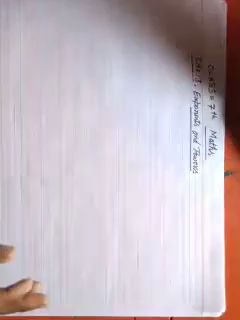 CLASS = 7th Maths
Ch:- 13. Exponents and Powers